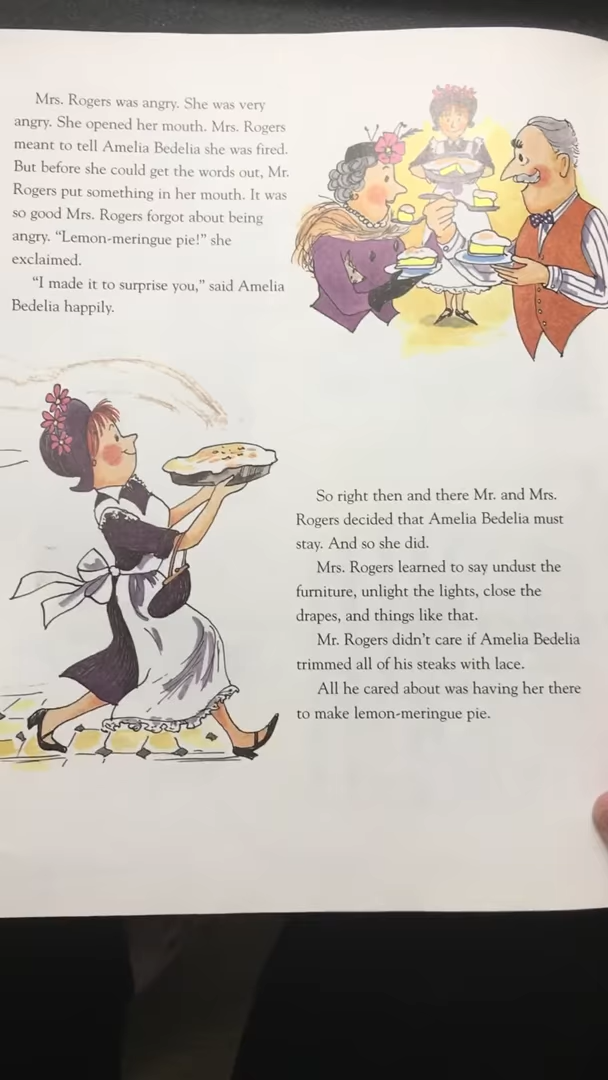 Mrs. Rogers was angry. She was very
angry. She opened her mouth. Mrs. Rogers
meant to tell Amelia Bedelia she was fired.
But before she could get the words out, Mr.
Rogers put something in her mouth. It was
so good Mrs. Rogers forgot about being
angry. “Lemon-meringue pie!” she
exclaimed.
“I made it to surprise you,” said Amelia
Bedelia happily.
So right then and there Mr. and Mrs.
Rogers decided that Amelia Bedelia must
stay. And so she did.
Mrs. Rogers learned to say undust the
furniture, unlight the lights, close the
drapes, and things like that.
Mr. Rogers didn’t care if Amelia Bedelia
trimmed all of his steaks with lace.
All he cared about was having her there
to make lemon-meringue pie.